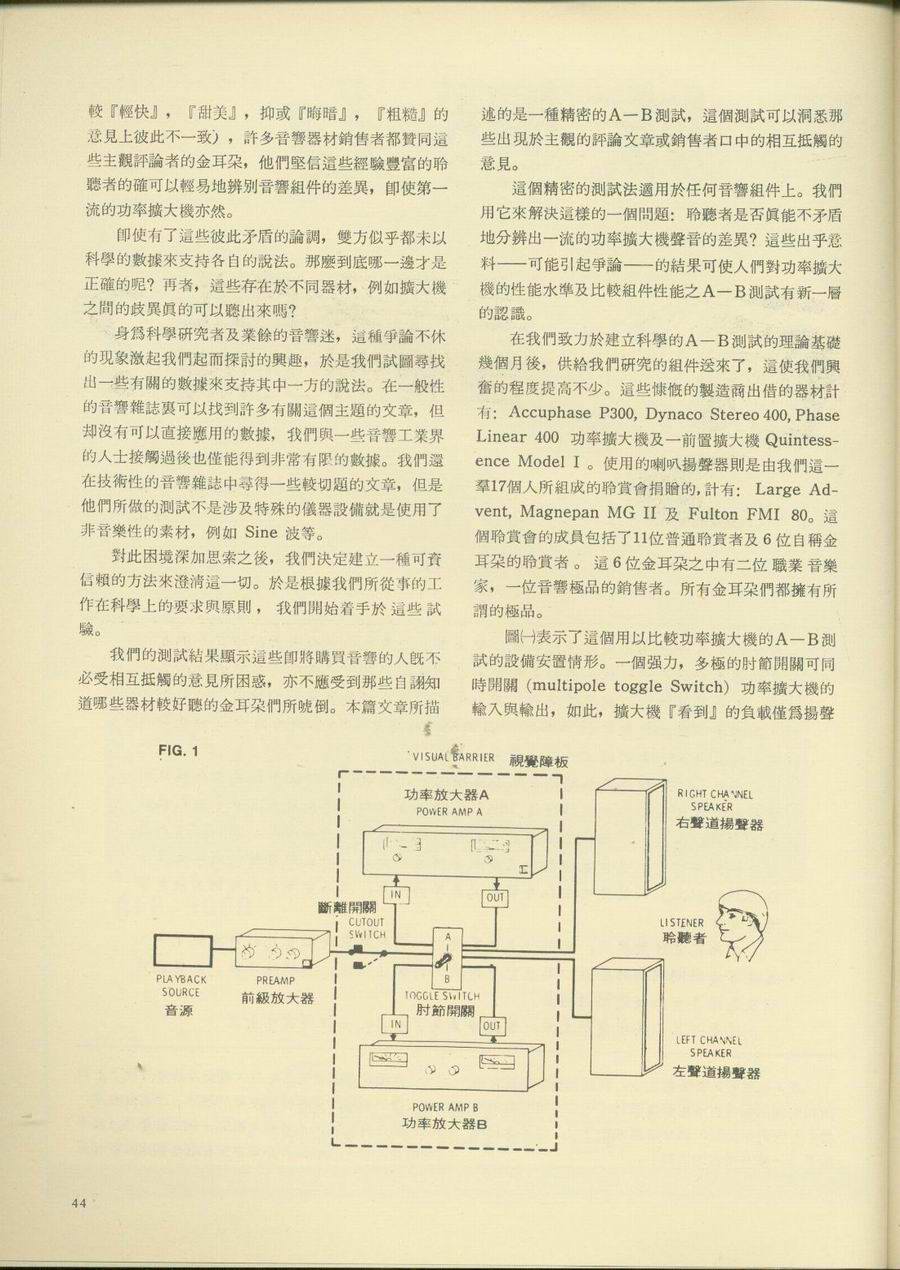 較『輕快』，『甜美』，抑或『晦暗』，『粗糙』的
意見上彼此不一致），許多音響器材銷售者都贊同這
些主觀評論者的金耳朶，他們堅信這些經驗豐富的聆
聽者的確可以輕易地辨別音響組件的差異，卽使第一
流的功率擴大機亦然。
卽使有了這些彼此矛盾的論調，雙方似乎都未以
科學的數據來支持各自的說法。那麽到底哪一邊才是
正確的呢？再者，這些存在於不同器材，例如擴大機
之間的歧異眞的可以聽出來嗎？
身爲科學研究者及業餘的音響迷，這種爭論不休
的現象激起我們起而探討的興趣，於是我們試圖尋找
出一些有關的數據來支持其中一方的說法。在一般性
的音響雜誌裏可以找到許多有關這個主題的文章，但
却沒有可以直接應用的數據，我們與一些音響工業界
的人士接觸過後也僅能得到非常有限的數據。我們還
在技術性的音響雜誌中尋得一些較切題的文章，但是
他們所做的測試不是涉及特殊的儀器設備就是使用了
非音樂性的素材，例如 Sine 波等。
對此困境深加思索之後，我們決定建立一種可資
信賴的方法來澄淸這一切。於是根據我們所從事的工
作在科學上的要求與原則，我們開始着手於這些試
驗。
我們的測試結果顯示這些卽將購買音響的人旣不
必受相互抵觸的意見所困惑，亦不應受到那些自詡知
道哪些器材較好聽的金耳朶們所唬倒。本篇文章所描
述的是一種精密的A—B測試，這個測試可以洞悉那
些出現於主觀的評論文章或銷售者口中的相互抵觸的
意見。
這個精密的測試法適用於任何音響組件上。我們
用它來解決這樣的一個問題：聆聽者是否眞能不矛盾
地分辨出一流的功率擴大機聲音的差異？這些出乎意
料——可能引起爭論——的結果可使人們對功率擴大
機的性能水準及比較組件性能之A—B測試有新一層
的認識。
在我們致力於建立科學的A—B測試的理論基礎
幾個月後，供給我們研究的組件送來了，這使我們興
奮的程度提高不少。這些慷慨的製造商出借的器材計
有：Accuphase P300, Dynaco Stereo 400, Phase
Linear 400 功率擴大機及一前置擴大機 Quintess-
ence Model I 。使用的喇叭揚聲器則是由我們這一
羣17個人所組成的聆賞會捐贈的，計有：Large Ad-
vent, Magnepan MG II 及 Fulton FMI 80。這
個聆賞會的成員包括了11位普通聆賞者及 6 位自稱金
耳朶的聆賞者 。 這 6 位金耳朶之中有二位 職業 音樂
家，一位音響極品的銷售者。所有金耳朶們都擁有所
謂的極品。
圖㈠表示了這個用以比較功率擴大機的A—B測
試的設備安置情形。一個强力，多極的肘節開關可同
時開關 (multipole toggle Switch) 功率擴大機的
輸入與輸出，如此，擴大機『看到』的負載僅爲揚聲
FIG. 1
VISUAL BARRIER 視覺障板
功率放大器A
POWER AMP A
IN
OUT
斷離開關
CUTOUT
SWITCH
A
B
TOGGLE SWITCH
肘節開關
PLAYBACK
SOURCE
音源
PREAMP
前級放大器
IN
OUT
POWER AMP B
功率放大器B
RIGHT CHANNEL
SPEAKER
右聲道揚聲器
LISTENER
聆聽者
LEFT CHANNEL
SPEAKER
左聲道揚聲器
44